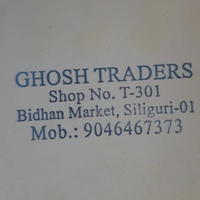 GHOSH TRADERS
Shop No. T-301
Bidhan Market, Siliguri-01
Mob.: 9046467373